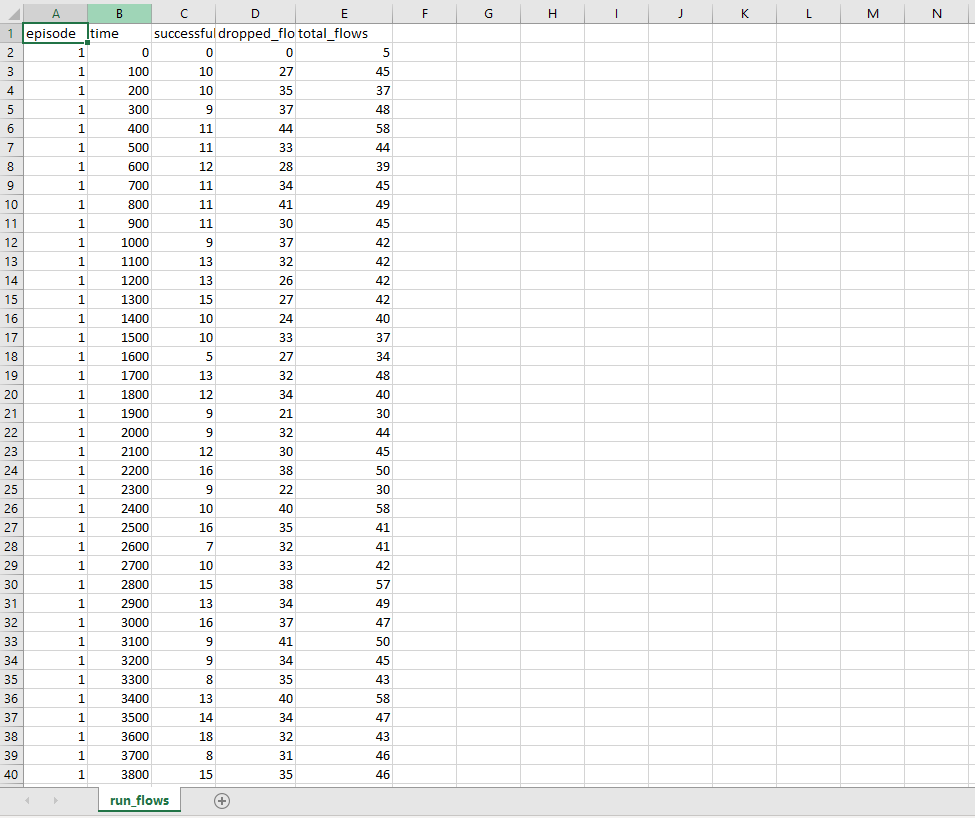 A B C D E F G H I J K L M N
1 episode time successful dropped_flo total_flows
2 1 0 0 0 5
3 1 100 10 27 45
4 1 200 10 35 37
5 1 300 9 37 48
6 1 400 11 44 58
7 1 500 11 33 44
8 1 600 12 28 39
9 1 700 11 34 45
10 1 800 11 41 49
11 1 900 11 30 45
12 1 1000 9 37 42
13 1 1100 13 32 42
14 1 1200 13 26 42
15 1 1300 15 27 42
16 1 1400 10 24 40
17 1 1500 10 33 37
18 1 1600 5 27 34
19 1 1700 13 32 48
20 1 1800 12 34 40
21 1 1900 9 21 30
22 1 2000 9 32 44
23 1 2100 12 30 45
24 1 2200 16 38 50
25 1 2300 9 22 30
26 1 2400 10 40 58
27 1 2500 16 35 41
28 1 2600 7 32 41
29 1 2700 10 33 42
30 1 2800 15 38 57
31 1 2900 13 34 49
32 1 3000 16 37 47
33 1 3100 9 41 50
34 1 3200 9 34 45
35 1 3300 8 35 43
36 1 3400 13 40 58
37 1 3500 14 34 47
38 1 3600 18 32 43
39 1 3700 8 31 46
40 1 3800 15 35 46
run_flows